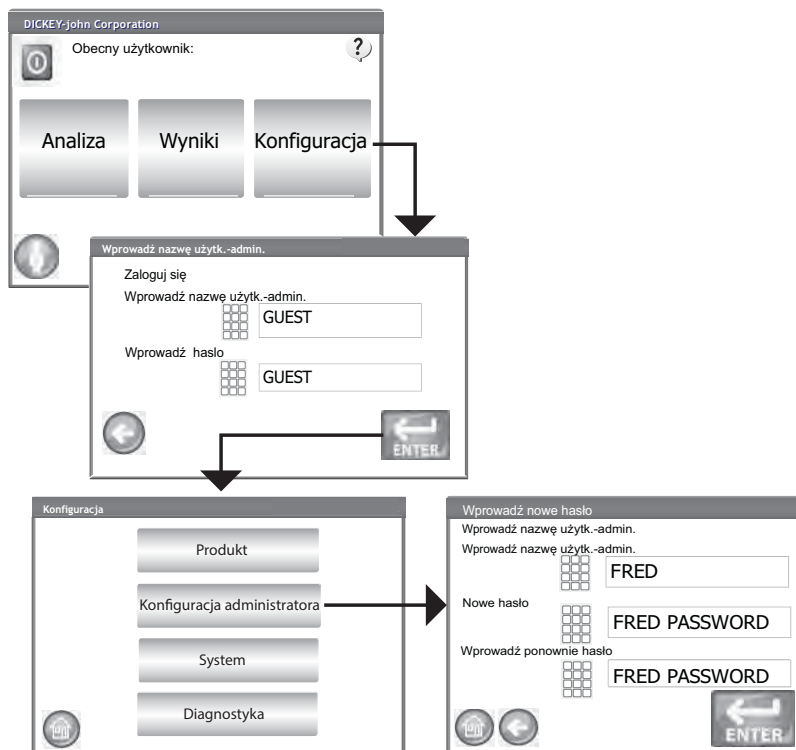 DICKEY-john Corporation
Obecny użytkownik:
?
Analiza
Wyniki
Konfiguracja
Wprowadź nazwę użytk.-admin.
Zaloguj się
Wprowadź nazwę użytk.-admin.
GUEST
Wprowadź haslo
GUEST
ENTER
Konfiguracja
Produkt
Konfiguracja administratora
System
Diagnostyka
Wprowadź nowe hasło
Wprowadź nazwę użytk.-admin.
Wprowadź nazwę użytk.-admin.
FRED
Nowe hasło
FRED PASSWORD
Wprowadź ponownie hasło
FRED PASSWORD
ENTER